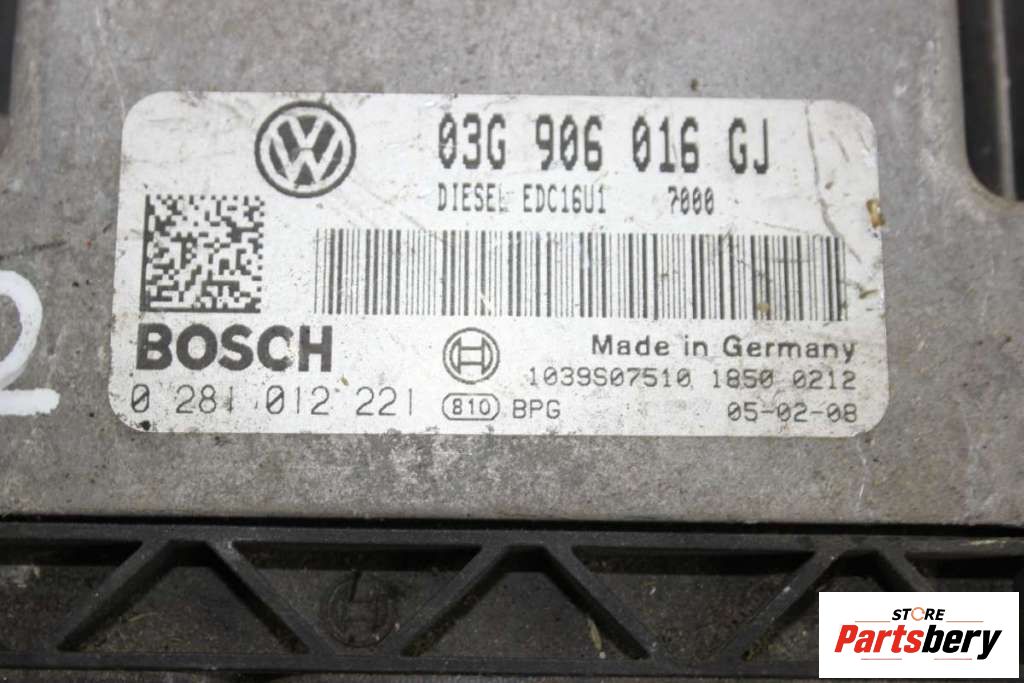 03G 906 016 GJ
DIESEL EDC16U1 7000
BOSCH
Made in Germany
1039S07510 1850 0212
0 281 012 221 810 BPG 05-02-08
2
STORE
Partsbery